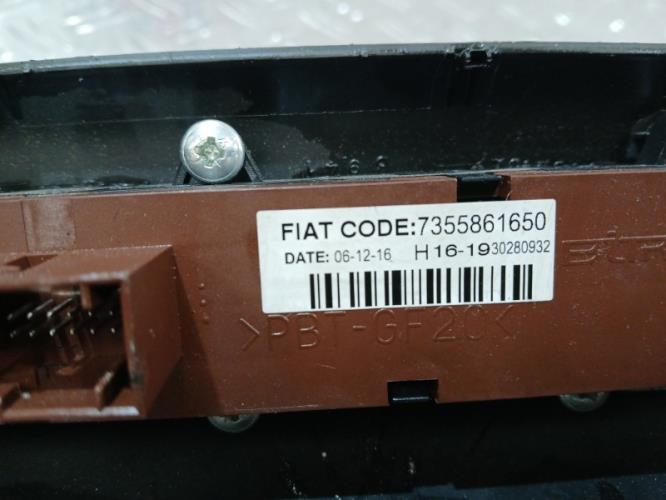 FIAT CODE:7355861650
DATE: 06-12-16 H16-1930280932
>PBT-GF20<